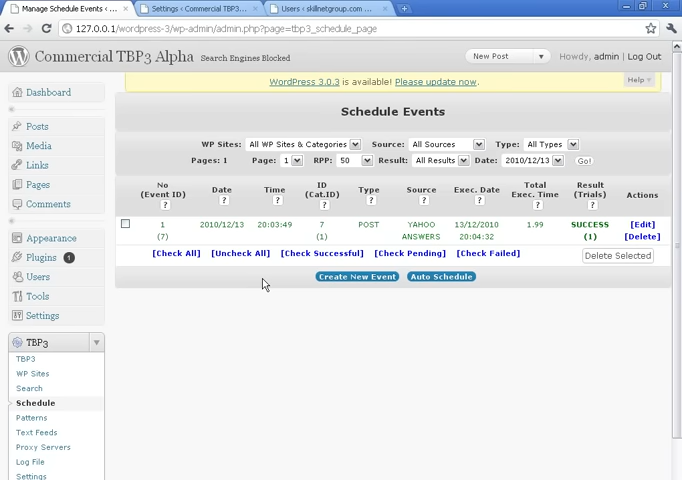 Manage Schedule Events ‹ ...
Settings ‹ Commercial TBP3...
Users ‹ skillnetgroup.com ...
127.0.0.1/wordpress-3/wp-admin/admin.php?page=tbp3_schedule_page
Commercial TBP3 Alpha
Search Engines Blocked
New Post
Howdy, admin | Log Out
WordPress 3.0.3 is available! Please update now.
Help
Dashboard
Posts
Media
Links
Pages
Comments
Appearance
Plugins 1
Users
Tools
Settings
TBP3
TBP3
WP Sites
Search
Schedule
Patterns
Text Feeds
Proxy Servers
Log File
Settings
Schedule Events
WP Sites: All WP Sites & Categories Source: All Sources Type: All Types
Pages: 1 Page: 1 RPP: 50 Result: All Results Date: 2010/12/13 Go!
No (Event ID) ? Date ? Time ? ID (Cat.ID) ? Type ? Source ? Exec. Date ? Total Exec. Time ? Result (Trials) ? Actions
1 2010/12/13 20:03:49 7 POST YAHOO 13/12/2010 1.99 SUCCESS [Edit]
(7) (1) ANSWERS 20:04:32 (1) [Delete]
[Check All] [Uncheck All] [Check Successful] [Check Pending] [Check Failed] Delete Selected
Create New Event Auto Schedule